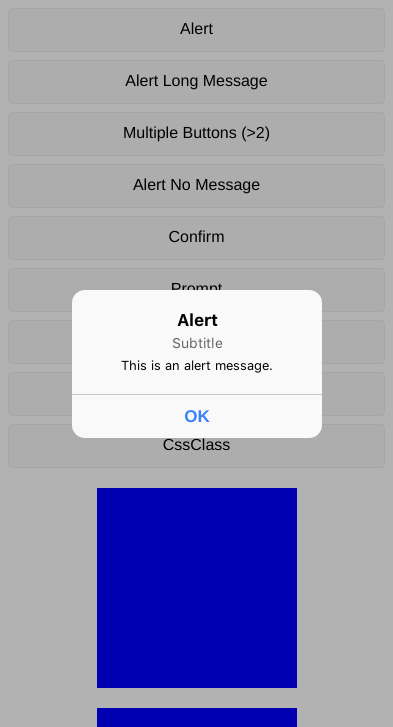 Alert
Alert Long Message
Multiple Buttons (>2)
Alert No Message
Confirm
Prompt
Alert
Subtitle
This is an alert message.
OK
CssClass